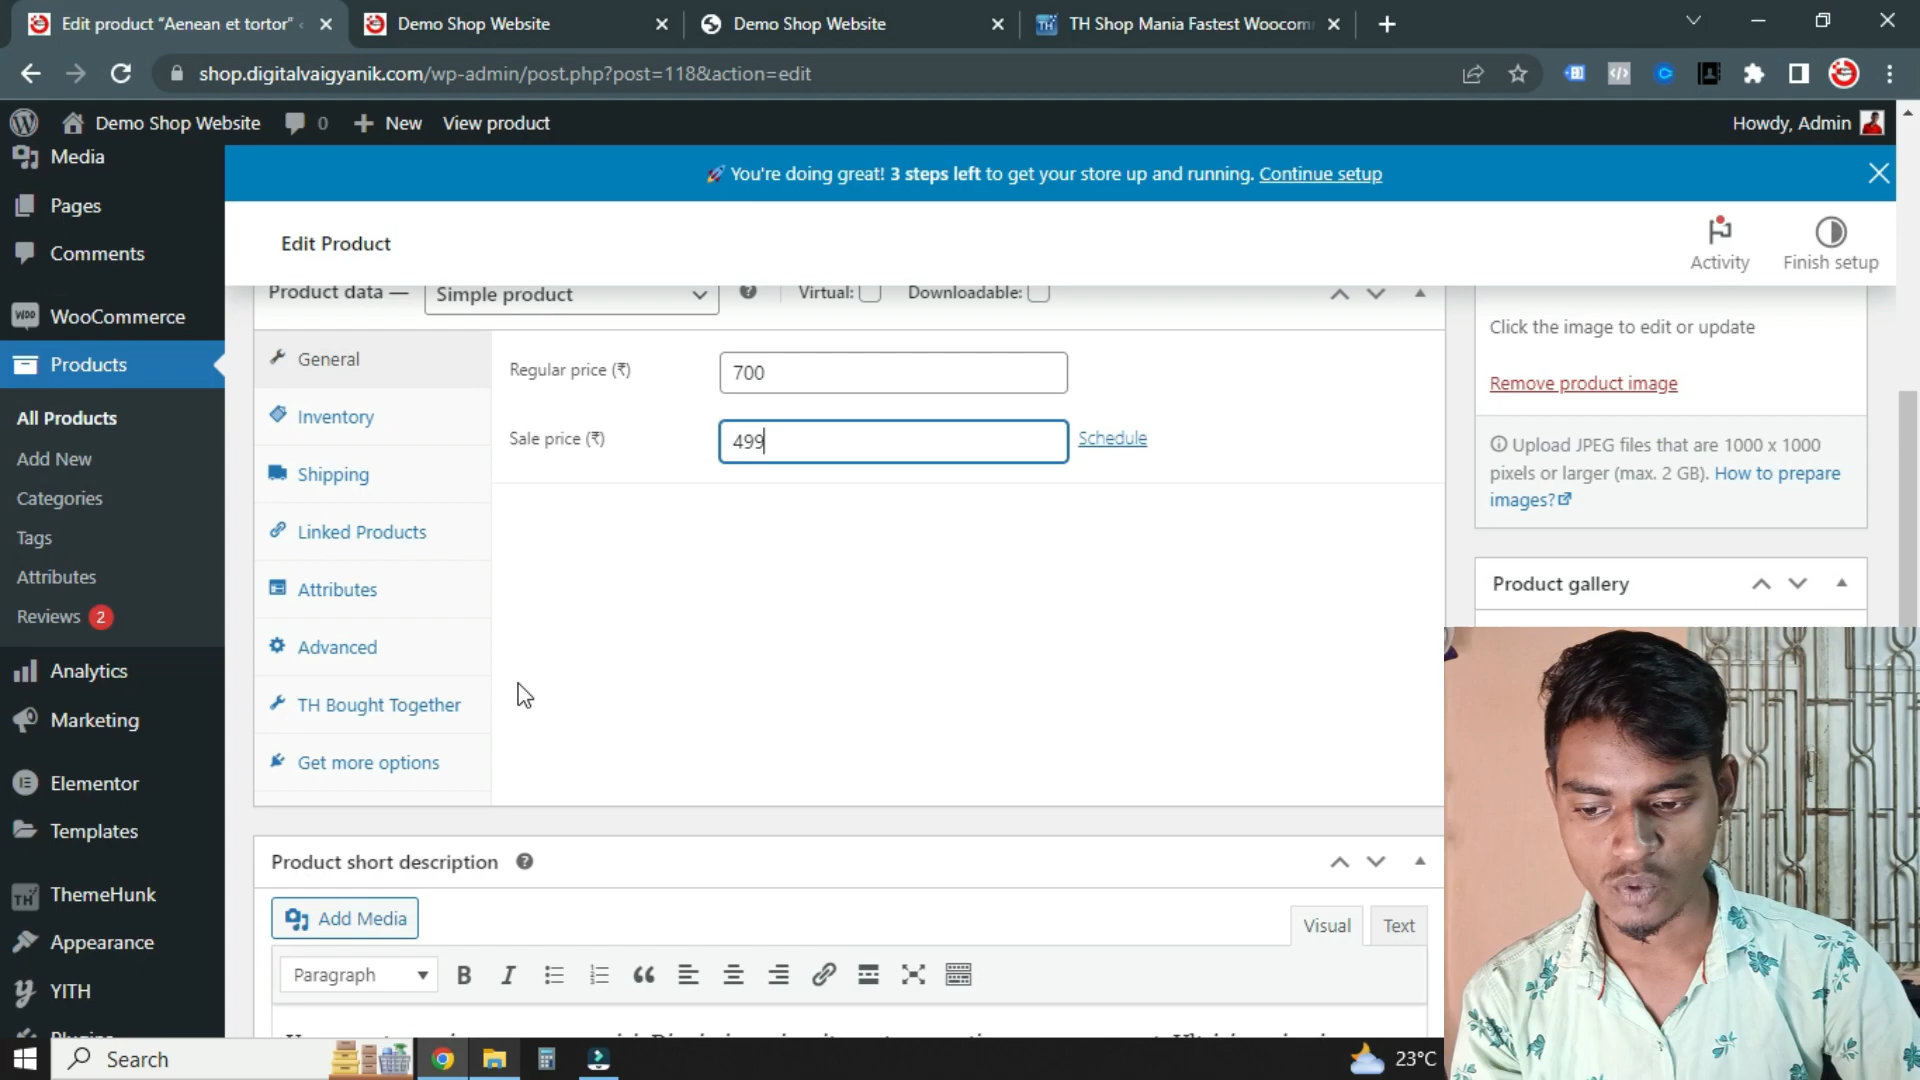 Edit product “Aenean et tortor”
Demo Shop Website
Demo Shop Website
TH Shop Mania Fastest Woocom
shop.digitalvaigyanik.com/wp-admin/post.php?post=118&action=edit
Demo Shop Website
0
New
View product
Howdy, Admin
You're doing great! 3 steps left to get your store up and running. Continue setup
Media
Pages
Comments
WooCommerce
Products
All Products
Add New
Categories
Tags
Attributes
Reviews 2
Analytics
Marketing
Elementor
Templates
ThemeHunk
Appearance
YITH
Edit Product
Activity
Finish setup
Product data —
Simple product
Virtual:
Downloadable:
General
Inventory
Shipping
Linked Products
Attributes
Advanced
TH Bought Together
Get more options
Regular price (₹)
700
Sale price (₹)
499
Schedule
Click the image to edit or update
Remove product image
Upload JPEG files that are 1000 x 1000
pixels or larger (max. 2 GB). How to prepare
images?
Product gallery
Product short description
Add Media
Visual
Text
Paragraph
Search
23°C